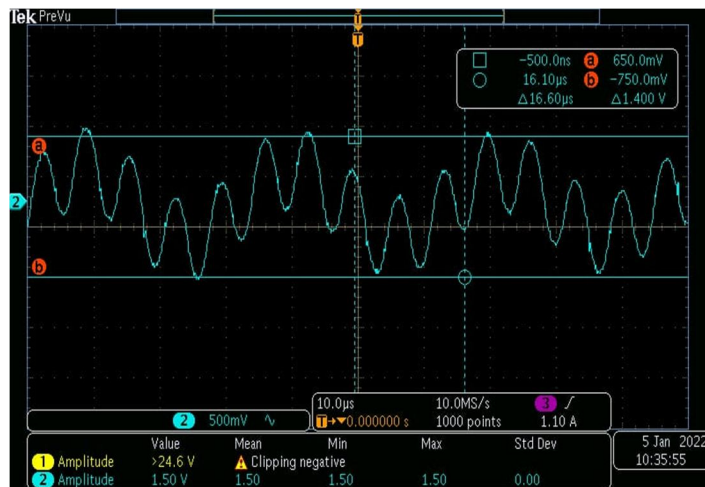 Tek PreVu
T
T
−500.0ns a 650.0mV
16.10µs b −750.0mV
Δ16.60µs Δ1.400 V
a
2
b
2 500mV
10.0µs 10.0MS/s 3
T→▼0.000000 s 1000 points 1.10 A
Value Mean Min Max Std Dev
1 Amplitude >24.6 V Clipping negative
2 Amplitude 1.50 V 1.50 1.50 1.50 0.00
5 Jan 2022
10:35:55